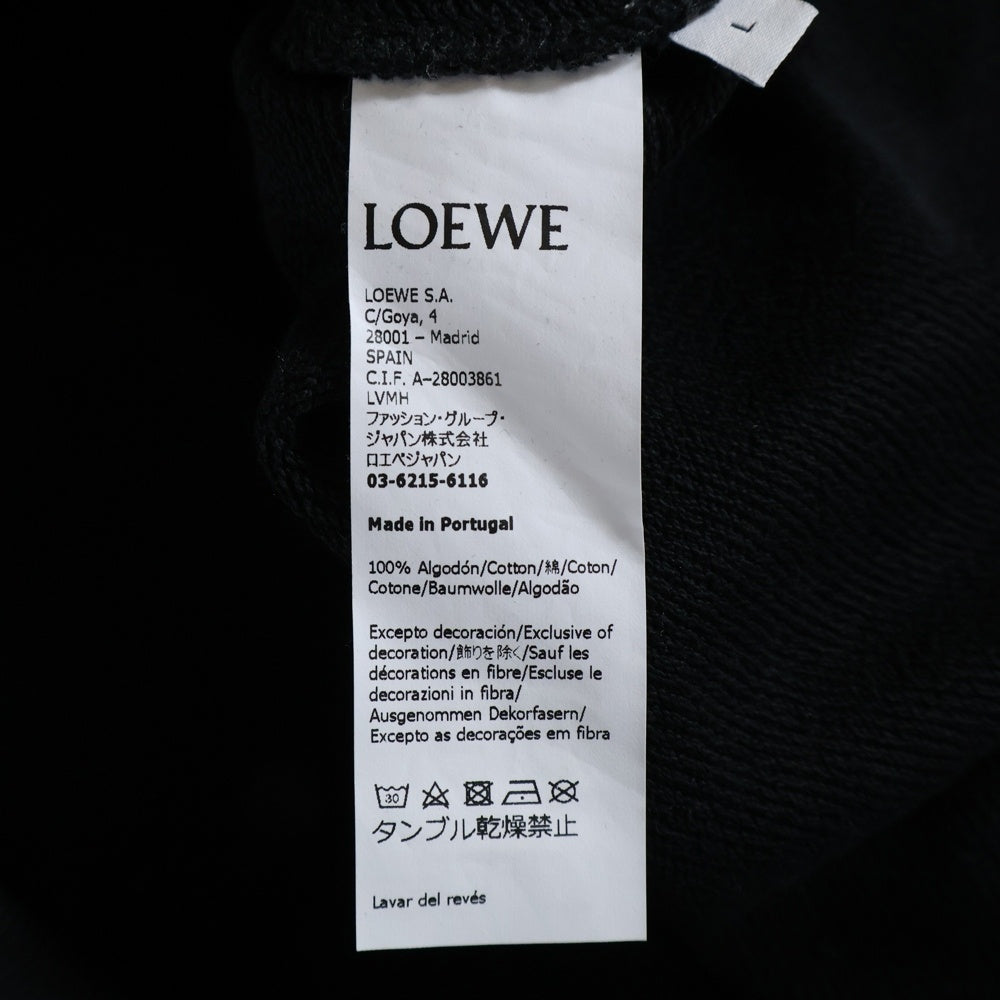 L
LOEWE
LOEWE S.A.
C/Goya, 4
28001 – Madrid
SPAIN
C.I.F. A-28003861
LVMH
ファッション・グループ・
ジャパン株式会社
ロエベジャパン
03-6215-6116
Made in Portugal
100% Algodón/Cotton/綿/Coton/
Cotone/Baumwolle/Algodão
Excepto decoración/Exclusive of
decoration/飾りを除く/Sauf les
décorations en fibre/Escluse le
decorazioni in fibra/
Ausgenommen Dekorfasern/
Excepto as decorações em fibra
30
タンブル乾燥禁止
Lavar del revés